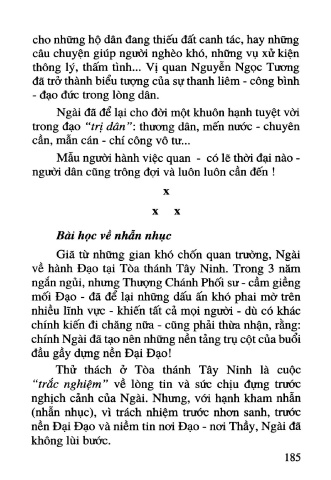 cho những hộ dân đang thiếu đất canh tác, hay những
câu chuyện giúp người nghèo khó, những vụ xử kiện
thông lý, thấm tình... Vị quan Nguyễn Ngọc Tương
đã trở thành biểu tượng của sự thanh liêm - công bình
- đạo đức trong lòng dân.
Ngài đã để lại cho đời một khuôn hạnh tuyệt vời
trong đạo “trị dân”: thương dân, mến nước - chuyên
cần, mẫn cán - chí công vô tư...
Mẫu người hành việc quan - có lẽ thời đại nào -
người dân cũng trông đợi và luôn luôn cần đến !
x
x x
Bài học về nhẫn nhục
Giã từ những gian khó chốn quan trường, Ngài
về hành Đạo tại Tòa thánh Tây Ninh. Trong 3 năm
ngắn ngủi, nhưng Thượng Chánh Phối sư - cầm giềng
mối Đạo - đã để lại những dấu ấn khó phai mờ trên
nhiều lĩnh vực - khiến tất cả mọi người - dù có khác
chính kiến đi chăng nữa - cũng phải thừa nhận, rằng:
chính Ngài đã tạo nên những nền tảng trụ cột của buổi
đầu gầy dựng nền Đại Đạo!
Thử thách ở Tòa thánh Tây Ninh là cuộc
“trắc nghiệm” về lòng tin và sức chịu đựng trước
nghịch cảnh của Ngài. Nhưng, với hạnh kham nhẫn
(nhẫn nhục), vì trách nhiệm trước nhơn sanh, trước
nền Đại Đạo và niềm tin nơi Đạo - nơi Thầy, Ngài đã
không lùi bước.
185